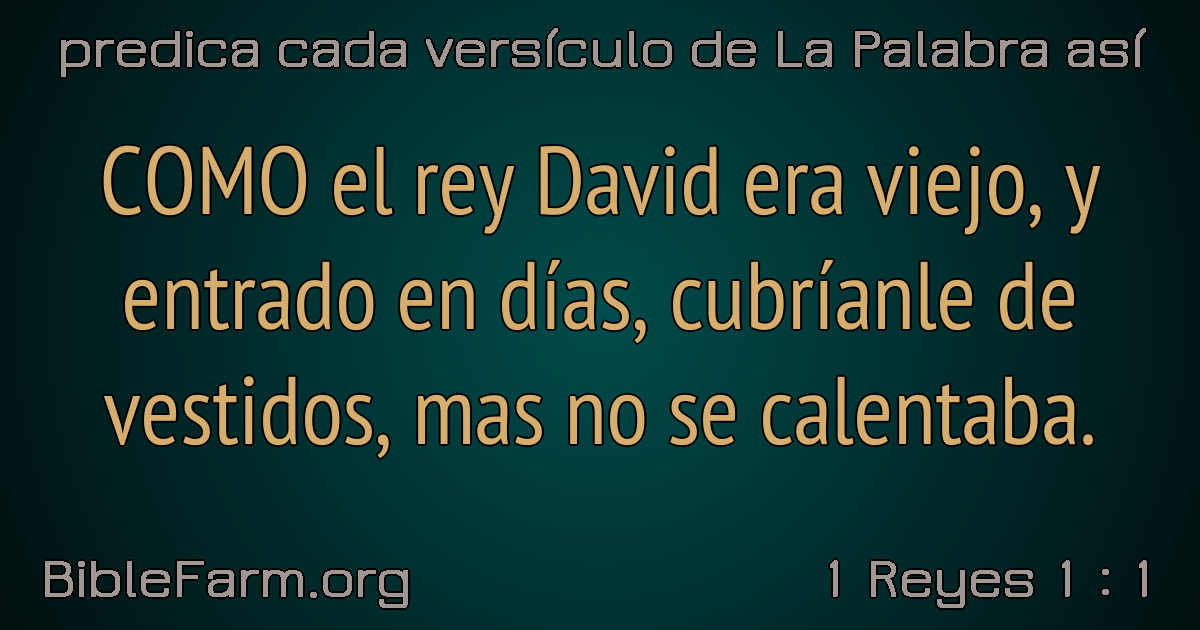 predica cada versículo de La Palabra así
COMO el rey David era viejo, y
entrado en días, cubríanle de
vestidos, mas no se calentaba.
BibleFarm.org
1 Reyes 1 : 1